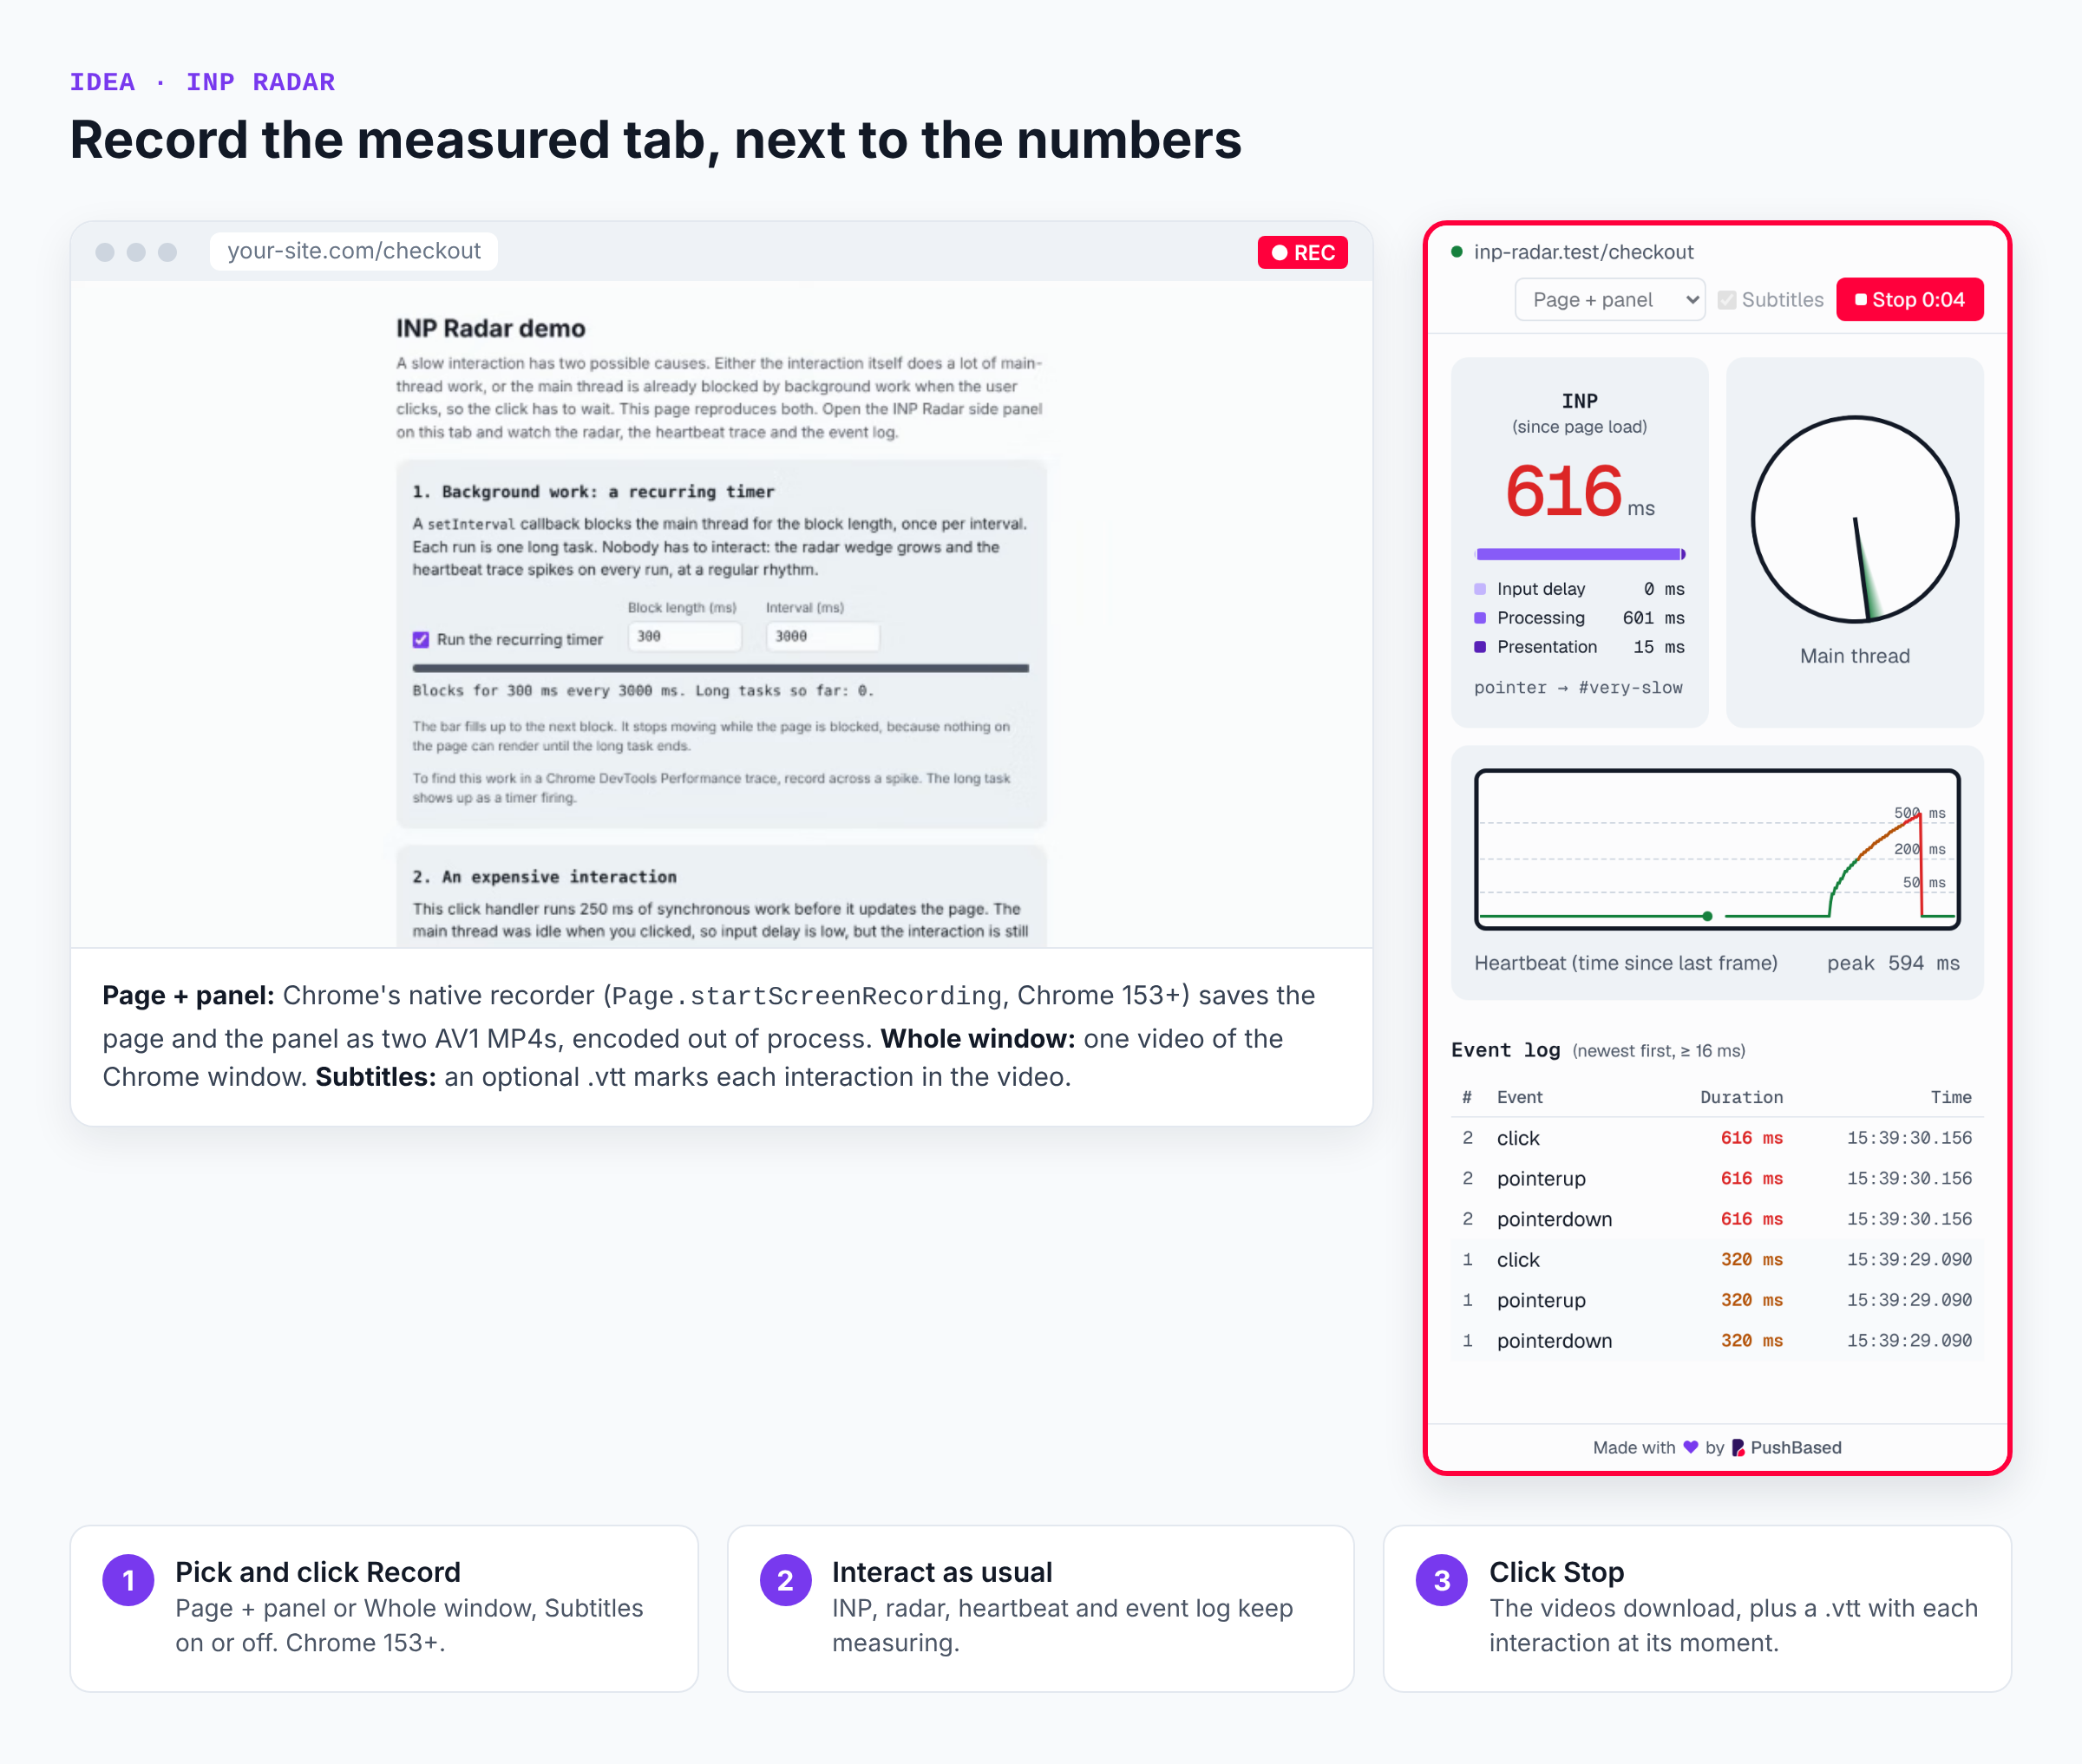 IDEA · INP RADAR
Record the measured tab, next to the numbers
your-site.com/checkout
REC
INP Radar demo
A slow interaction has two possible causes. Either the interaction itself does a lot of main-
thread work, or the main thread is already blocked by background work when the user
clicks, so the click has to wait. This page reproduces both. Open the INP Radar side panel
on this tab and watch the radar, the heartbeat trace and the event log.
1. Background work: a recurring timer
A setInterval callback blocks the main thread for the block length, once per interval.
Each run is one long task. Nobody has to interact: the radar wedge grows and the
heartbeat trace spikes on every run, at a regular rhythm.
Block length (ms) Interval (ms)
Run the recurring timer 300 3000
Blocks for 300 ms every 3000 ms. Long tasks so far: 0.
The bar fills up to the next block. It stops moving while the page is blocked, because nothing on
the page can render until the long task ends.
To find this work in a Chrome DevTools Performance trace, record across a spike. The long task
shows up as a timer firing.
2. An expensive interaction
This click handler runs 250 ms of synchronous work before it updates the page. The
main thread was idle when you clicked, so input delay is low, but the interaction is still
Page + panel: Chrome's native recorder (Page.startScreenRecording, Chrome 153+) saves the
page and the panel as two AV1 MP4s, encoded out of process. Whole window: one video of the
Chrome window. Subtitles: an optional .vtt marks each interaction in the video.
inp-radar.test/checkout
Page + panel Subtitles Stop 0:04
INP
(since page load)
616 ms
Input delay 0 ms
Processing 601 ms
Presentation 15 ms
pointer → #very-slow
Main thread
500 ms
200 ms
50 ms
Heartbeat (time since last frame) peak 594 ms
Event log (newest first, ≥ 16 ms)
# Event Duration Time
2 click 616 ms 15:39:30.156
2 pointerup 616 ms 15:39:30.156
2 pointerdown 616 ms 15:39:30.156
1 click 320 ms 15:39:29.090
1 pointerup 320 ms 15:39:29.090
1 pointerdown 320 ms 15:39:29.090
Made with 💜 by PushBased
1 Pick and click Record
Page + panel or Whole window, Subtitles
on or off. Chrome 153+.
2 Interact as usual
INP, radar, heartbeat and event log keep
measuring.
3 Click Stop
The videos download, plus a .vtt with each
interaction at its moment.